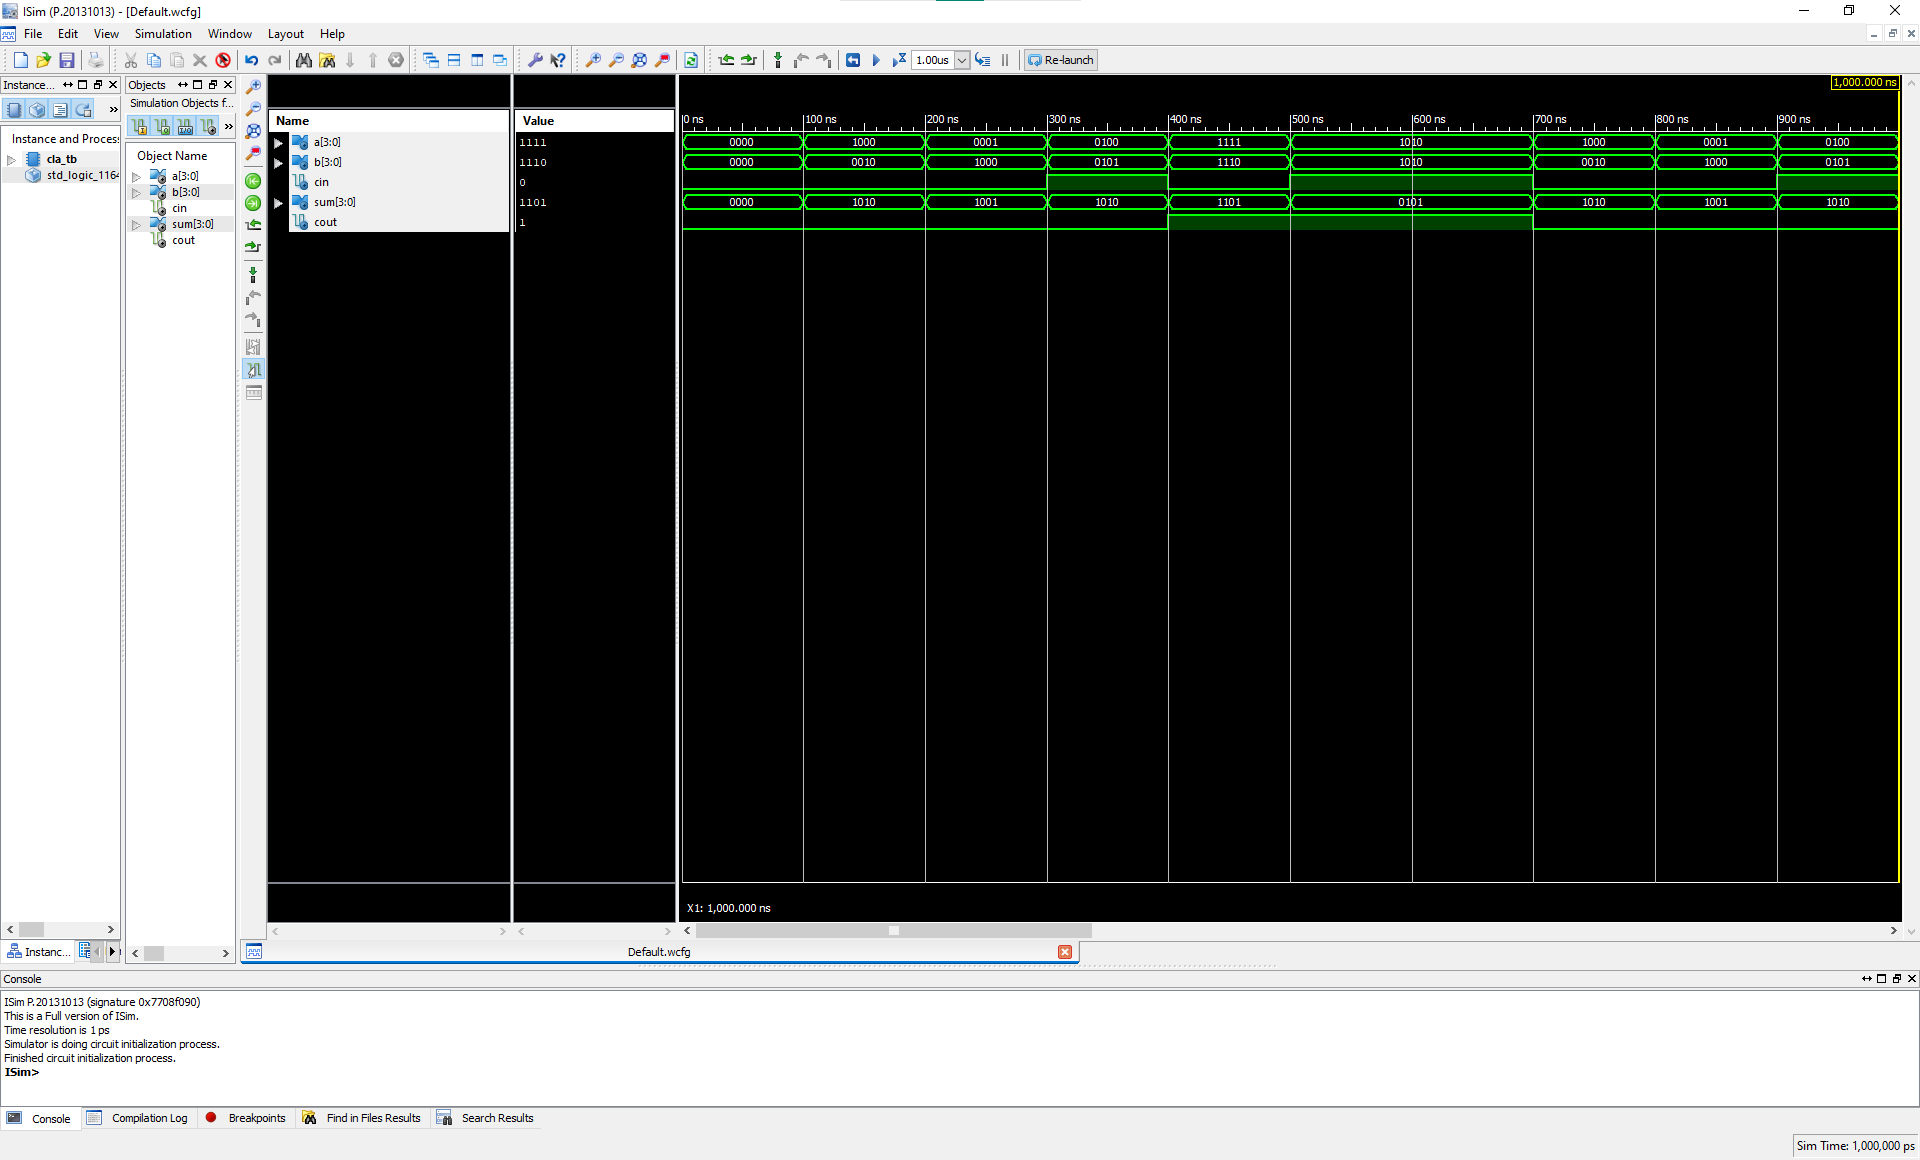 ISim (P.20131013) - [Default.wcfg]
File Edit View Simulation Window Layout Help
1.00us Re-launch
Instance... Objects
Simulation Objects f...
Instance and Proces
cla_tb
std_logic_1164
Object Name
a[3:0]
b[3:0]
cin
sum[3:0]
cout
1,000.000 ns
Name Value
0 ns 100 ns 200 ns 300 ns 400 ns 500 ns 600 ns 700 ns 800 ns 900 ns
a[3:0] 1111 0000 1000 0001 0100 1111 1010 1000 0001 0100
b[3:0] 1110 0000 0010 1000 0101 1110 1010 0010 1000 0101
cin 0
sum[3:0] 1101 0000 1010 1001 1010 1101 0101 1010 1001 1010
cout 1
X1: 1,000.000 ns
Instanc...
Default.wcfg
Console
ISim P.20131013 (signature 0x7708f090)
This is a Full version of ISim.
Time resolution is 1 ps
Simulator is doing circuit initialization process.
Finished circuit initialization process.
ISim>
Console Compilation Log Breakpoints Find in Files Results Search Results
Sim Time: 1,000,000 ps